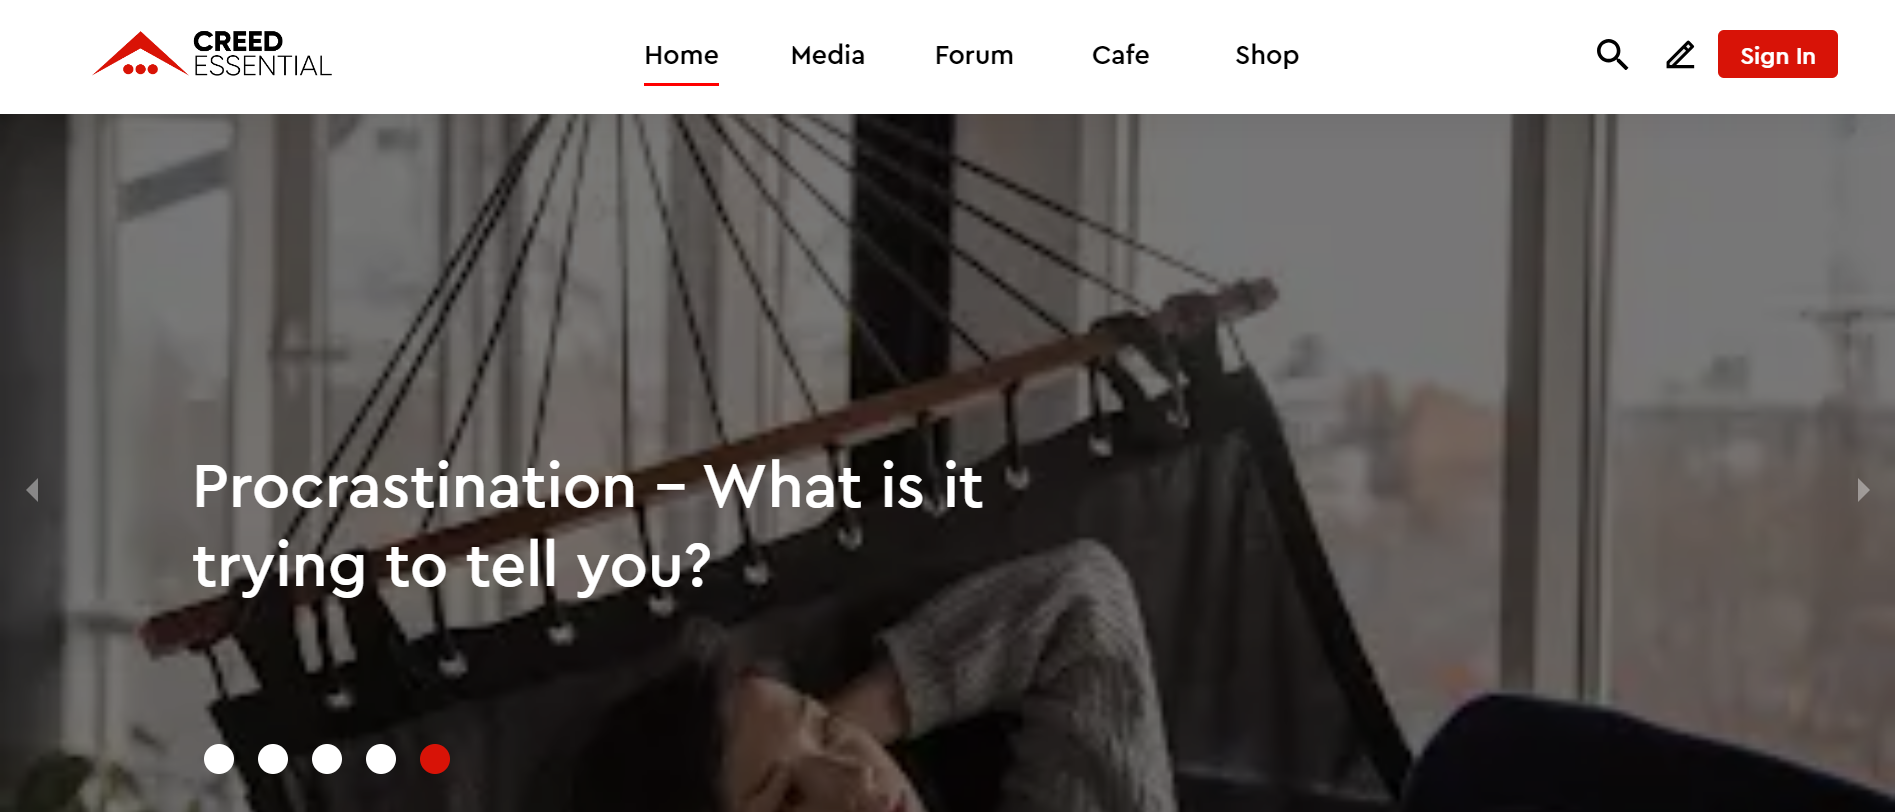 CREED
ESSENTIAL
Home Media Forum Cafe Shop
Sign In
Procrastination – What is it
trying to tell you?